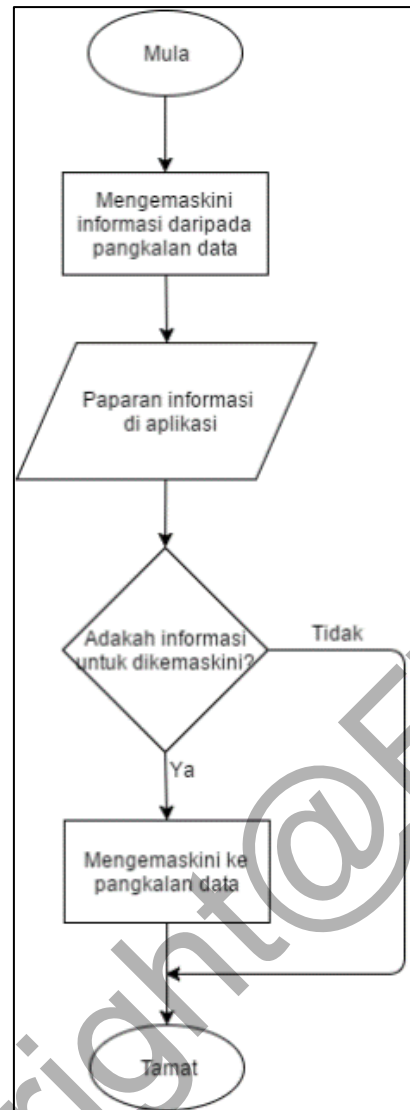 Mula
Mengemaskini
informasi daripada
pangkalan data
Paparan informasi
di aplikasi
Adakah informasi
untuk dikemaskini?
Tidak
Ya
Mengemaskini ke
pangkalan data
Tamat
right@F